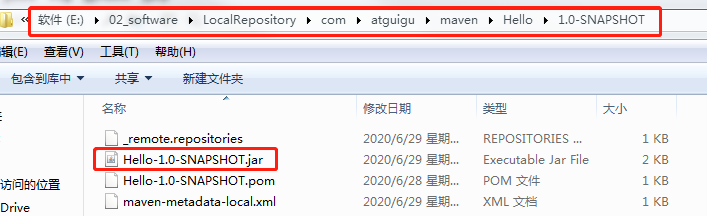 软件 (E:) 02_software LocalRepository com atguigu maven Hello 1.0-SNAPSHOT
编辑(E) 查看(V) 工具(T) 帮助(H)
包含到库中 共享 新建文件夹
名称 修改日期 类型 大小
_remote.repositories 2020/6/29 星期... REPOSITORIES ... 1 KB
Hello-1.0-SNAPSHOT.jar 2020/6/29 星期... Executable Jar File 2 KB
Hello-1.0-SNAPSHOT.pom 2020/6/28 星期... POM 文件 1 KB
访问的位置 maven-metadata-local.xml 2020/6/29 星期... XML 文档 1 KB
Drive